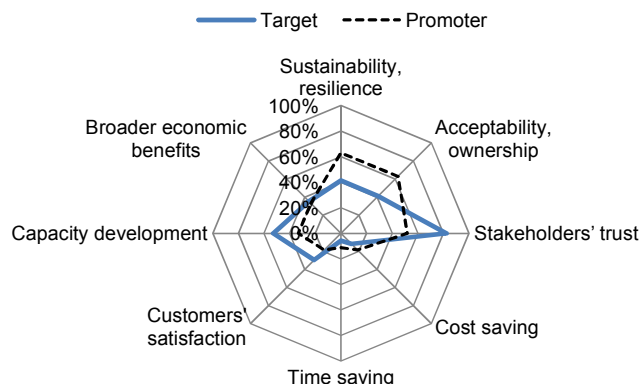 Target Promoter
Sustainability,
resilience
100%
80%
60%
40%
20%
0%
Broader economic
benefits
Acceptability,
ownership
Capacity development
Stakeholders' trust
Customers'
satisfaction
Cost saving
Time saving